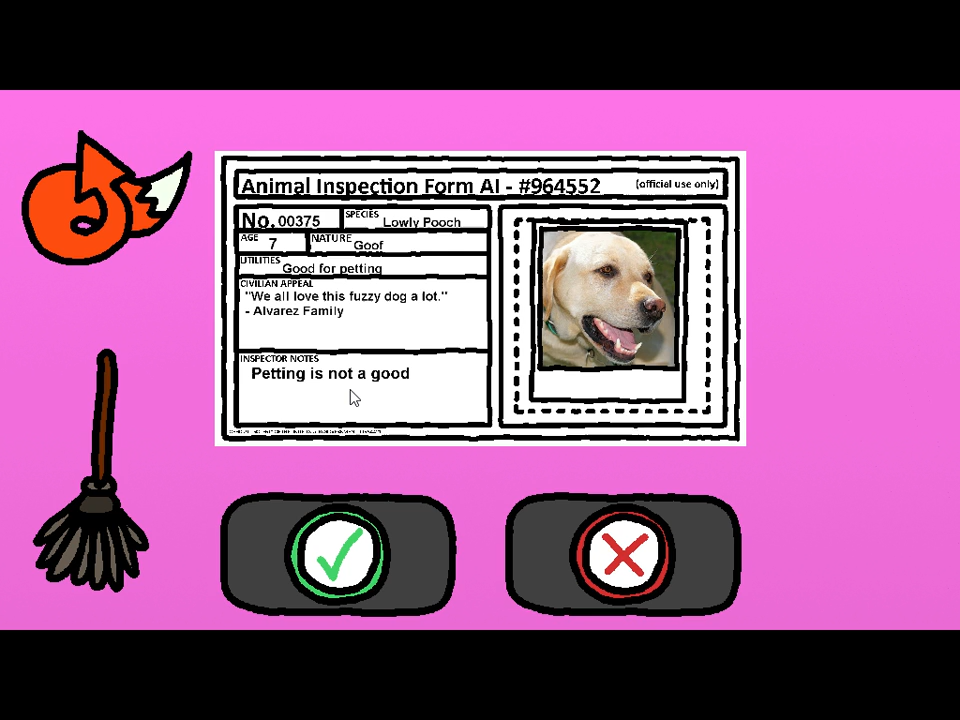 Animal Inspection Form AI - #964552
(official use only)
No. 00375
SPECIES
Lowly Pooch
AGE 7
NATURE
Goof
UTILITIES
Good for petting
CIVILIAN APPEAL
"We all love this fuzzy dog a lot."
- Alvarez Family
INSPECTOR NOTES
Petting is not a good